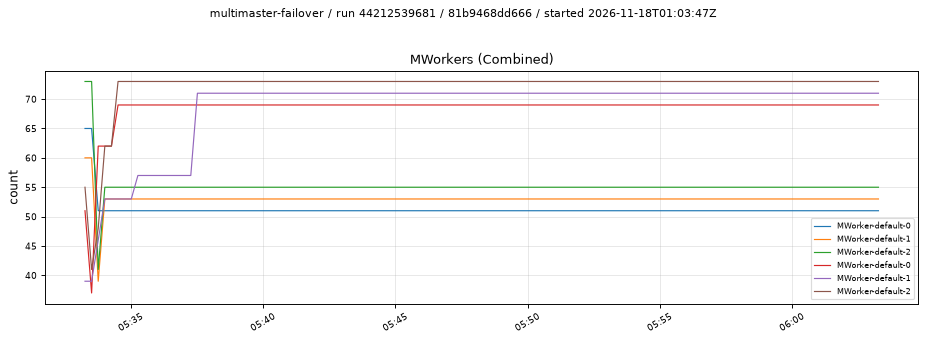 multimaster-failover / run 44212539681 / 81b9468dd666 / started 2026-11-18T01:03:47Z
MWorkers (Combined)
count
70
65
60
55
50
45
40
05:35
05:40
05:45
05:50
05:55
06:00
MWorker-default-0
MWorker-default-1
MWorker-default-2
MWorker-default-0
MWorker-default-1
MWorker-default-2